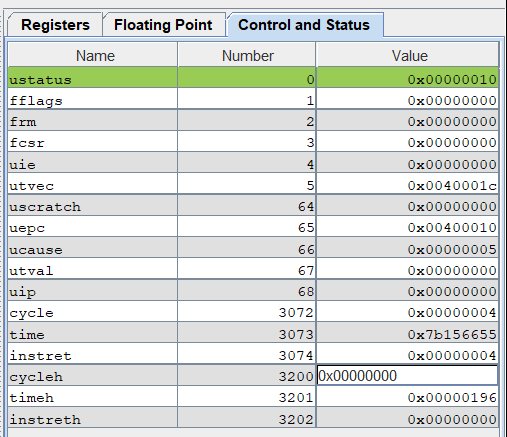 Registers Floating Point Control and Status
Name Number Value
ustatus 0 0x00000010
fflags 1 0x00000000
frm 2 0x00000000
fcsr 3 0x00000000
uie 4 0x00000000
utvec 5 0x0040001c
uscratch 64 0x00000000
uepc 65 0x00400010
ucause 66 0x00000005
utval 67 0x00000000
uip 68 0x00000000
cycle 3072 0x00000004
time 3073 0x7b156655
instret 3074 0x00000004
cycleh 3200 0x00000000
timeh 3201 0x00000196
instreth 3202 0x00000000